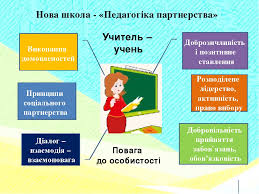 Нова школа - «Педагогіка партнерства»
Учитель –
учень
Виконання
домовленостей
Принципи
соціального
партнерства
Діалог –
взаємодія –
взаємоповага
Доброзичливість
і позитивне
ставлення
Розподілене
лідерство,
активність,
право вибору
Добровільність
прийняття
забов'язань,
обов'язковість
Повага
до особистості